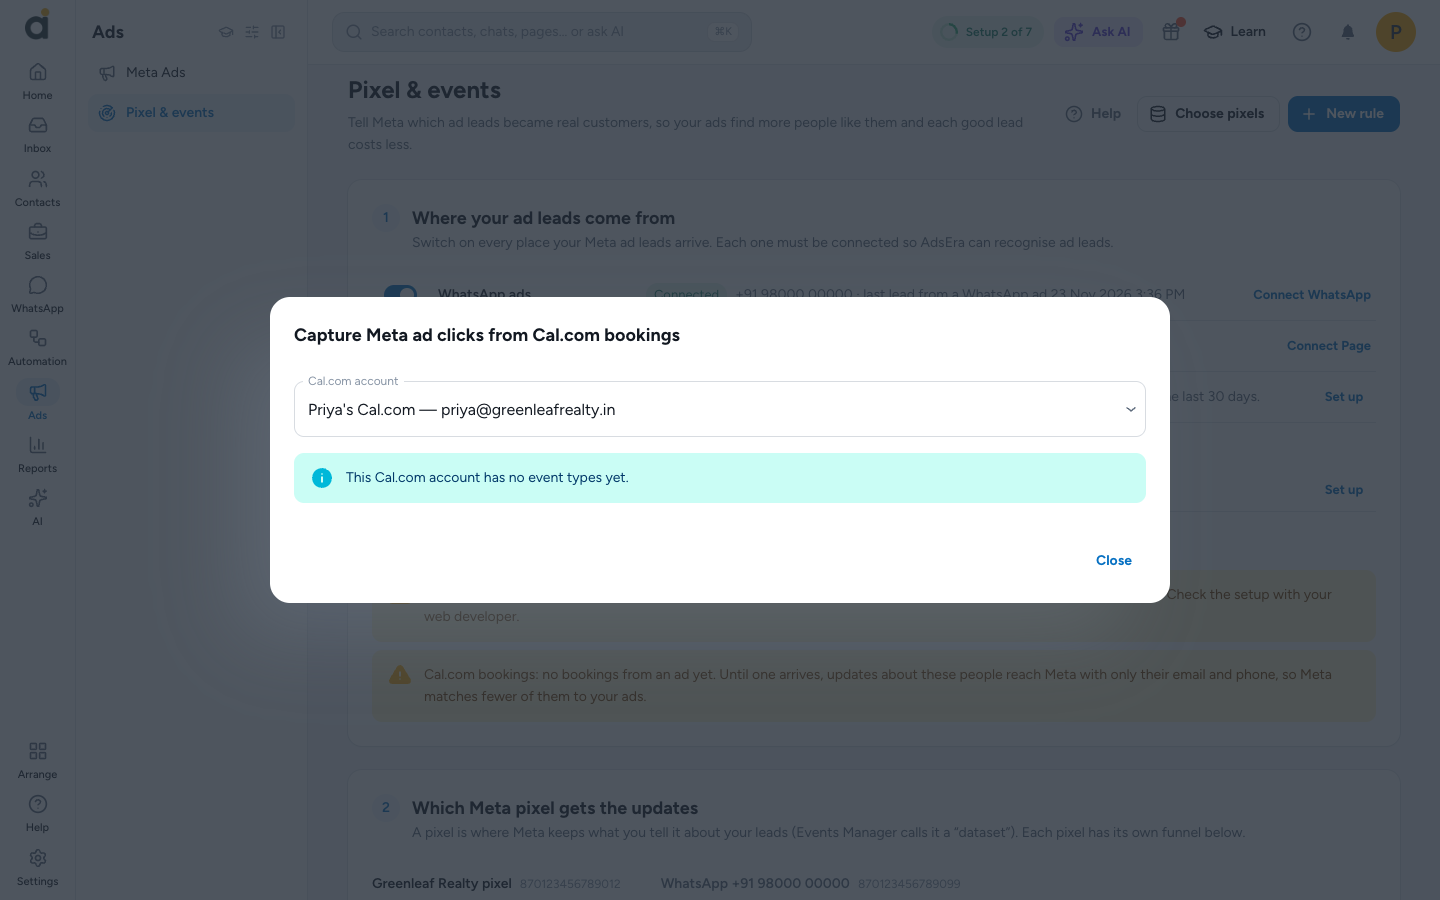 a
Ads
Search contacts, chats, pages... or ask AI
⌘K
Setup 2 of 7
Ask AI
Learn
P
Home
Inbox
Contacts
Sales
WhatsApp
Automation
Ads
Reports
AI
Arrange
Help
Settings
Meta Ads
Pixel & events
Pixel & events
Tell Meta which ad leads became real customers, so your ads find more people like them and each good lead
costs less.
Help
Choose pixels
New rule
1
Where your ad leads come from
Switch on every place your Meta ad leads arrive. Each one must be connected so AdsEra can recognise ad leads.
WhatsApp ads
Connected
+91 98000 00000 · last lead from a WhatsApp ad 23 Nov 2026 3:36 PM
Connect WhatsApp
Connect Page
last 30 days.
Set up
Set up
Capture Meta ad clicks from Cal.com bookings
Cal.com account
Priya's Cal.com — priya@greenleafrealty.in
This Cal.com account has no event types yet.
Close
Check the setup with your
web developer.
Cal.com bookings: no bookings from an ad yet. Until one arrives, updates about these people reach Meta with only their email and phone, so Meta
matches fewer of them to your ads.
2
Which Meta pixel gets the updates
A pixel is where Meta keeps what you tell it about your leads (Events Manager calls it a "dataset"). Each pixel has its own funnel below.
Greenleaf Realty pixel 870123456789012
WhatsApp +91 98000 00000 870123456789099